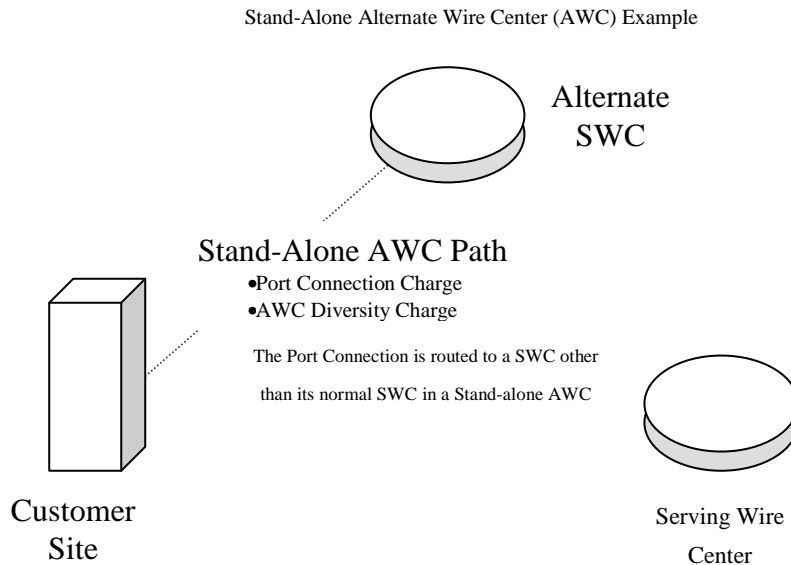 Stand-Alone Alternate Wire Center (AWC) Example
Alternate
SWC
Stand-Alone AWC Path
•Port Connection Charge
•AWC Diversity Charge
The Port Connection is routed to a SWC other
than its normal SWC in a Stand-alone AWC
Customer
Site
Serving Wire
Center